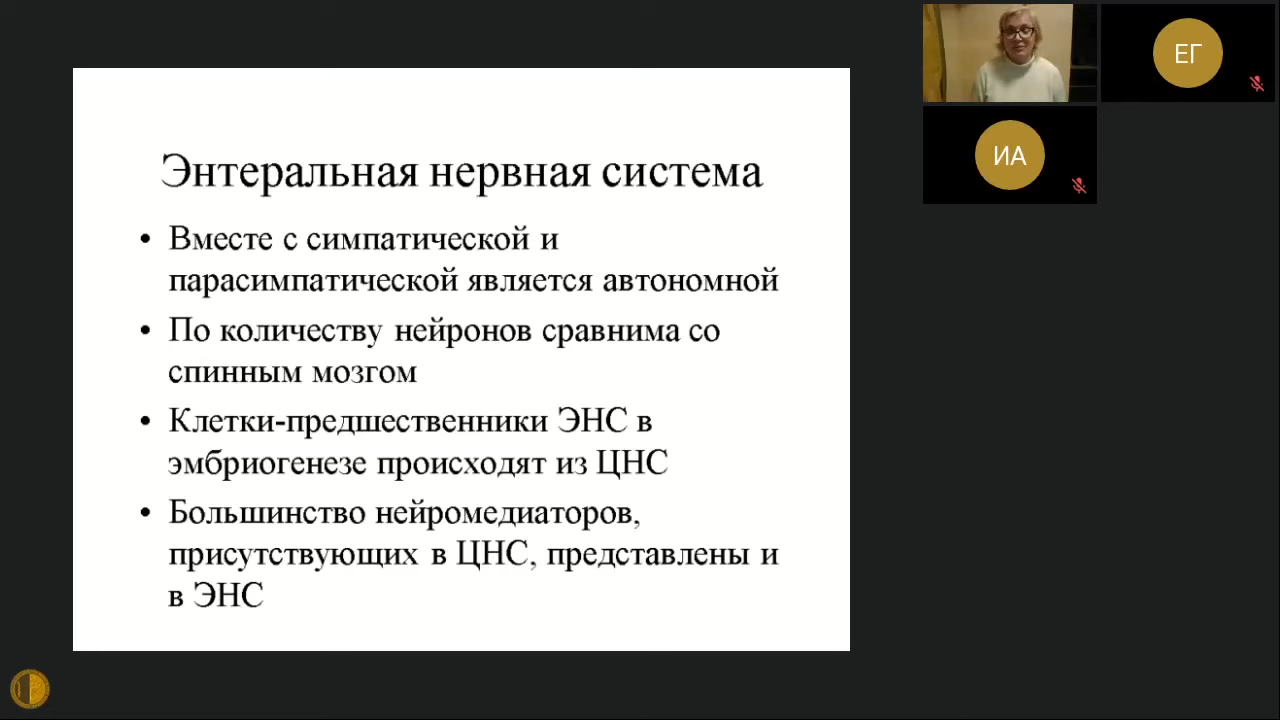 Энтеральная нервная система
• Вместе с симпатической и
парасимпатической является автономной
• По количеству нейронов сравнима со
спинным мозгом
• Клетки-предшественники ЭНС в
эмбриогенезе происходят из ЦНС
• Большинство нейромедиаторов,
присутствующих в ЦНС, представлены и
в ЭНС
ЕГ
ИА